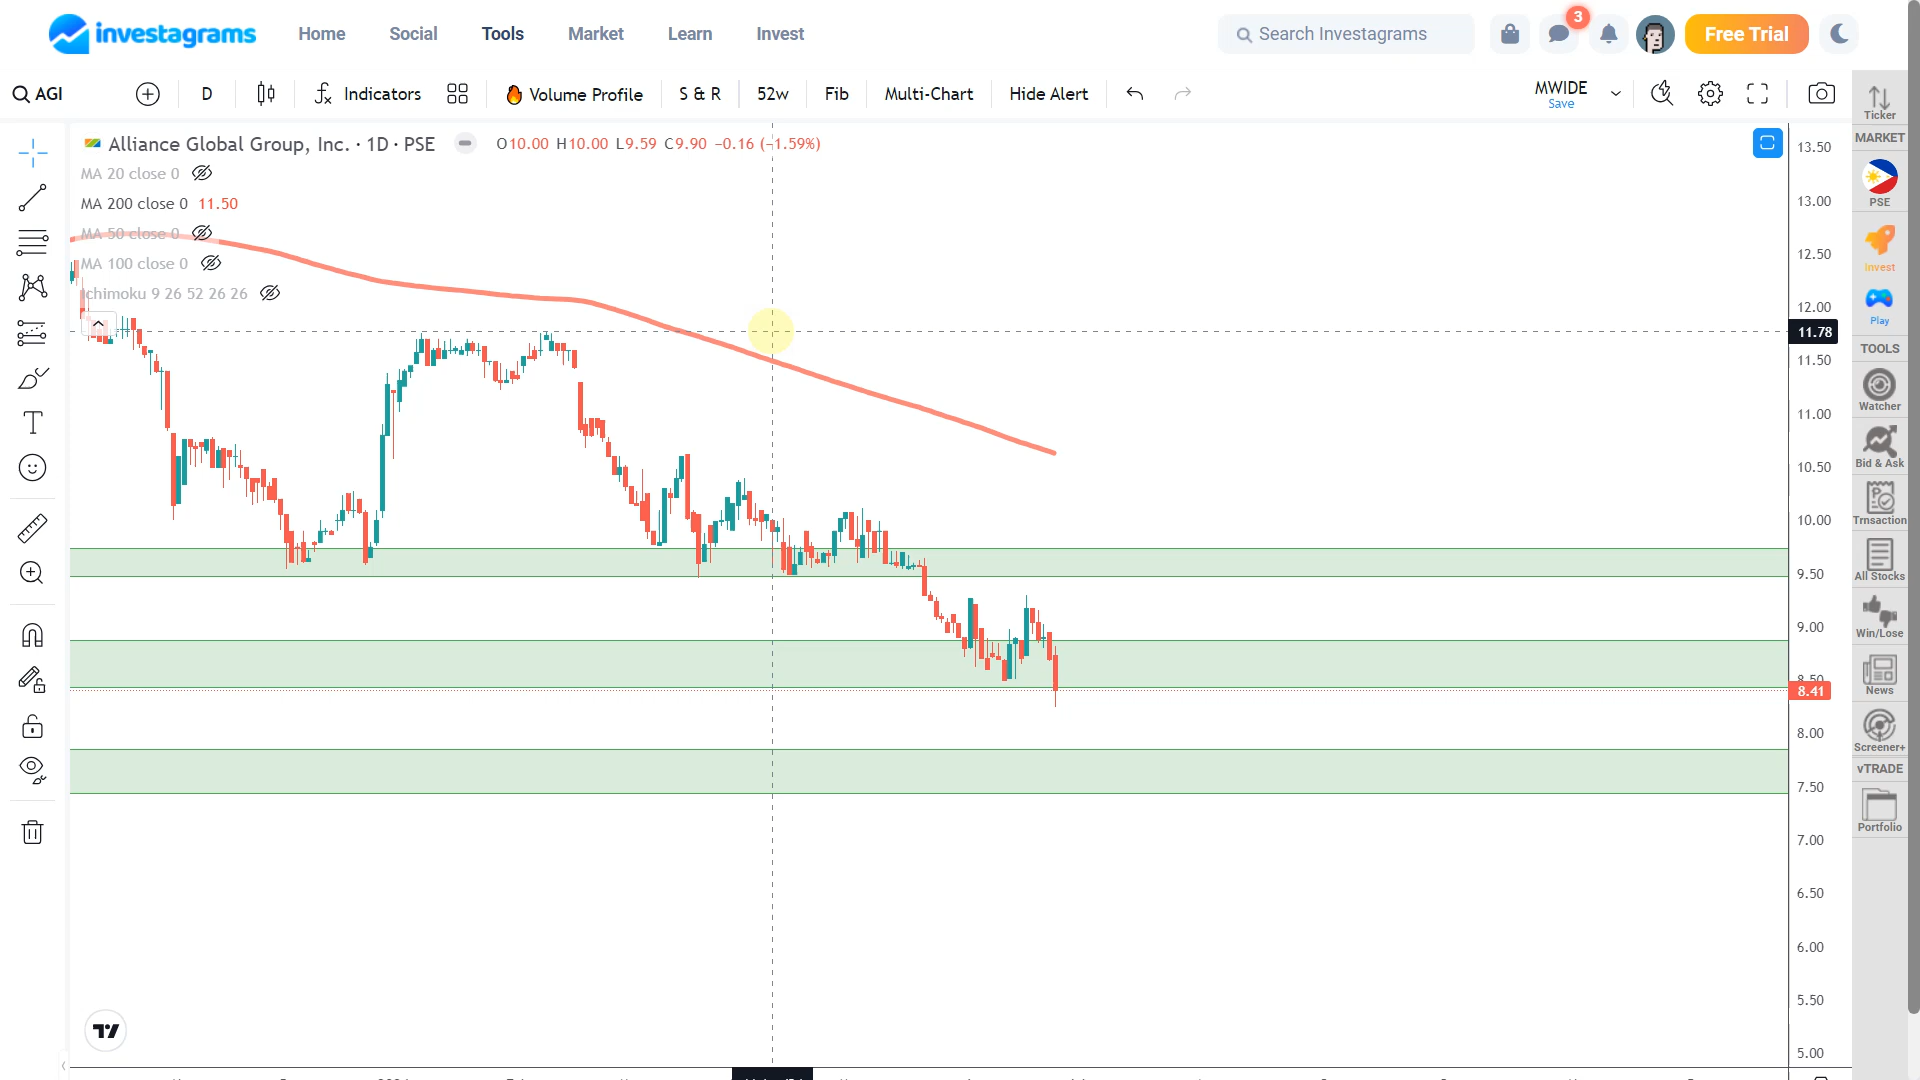 investagrams Home Social Tools Market Learn Invest Search Investagrams 3 Free Trial
AGI D Indicators Volume Profile S & R 52w Fib Multi-Chart Hide Alert MWIDE Save
Alliance Global Group, Inc. · 1D · PSE O10.00 H10.00 L9.59 C9.90 −0.16 (−1.59%)
MA 20 close 0
MA 200 close 0 11.50
MA 50 close 0
MA 100 close 0
Ichimoku 9 26 52 26 26
13.50
13.00
12.50
12.00
11.78
11.50
11.00
10.50
10.00
9.50
9.00
8.50
8.41
8.00
7.50
7.00
6.50
6.00
5.50
5.00
Ticker
MARKET
PSE
Invest
Play
TOOLS
Watcher
Bid & Ask
Trnsaction
All Stocks
Win/Lose
News
Screener+
vTRADE
Portfolio